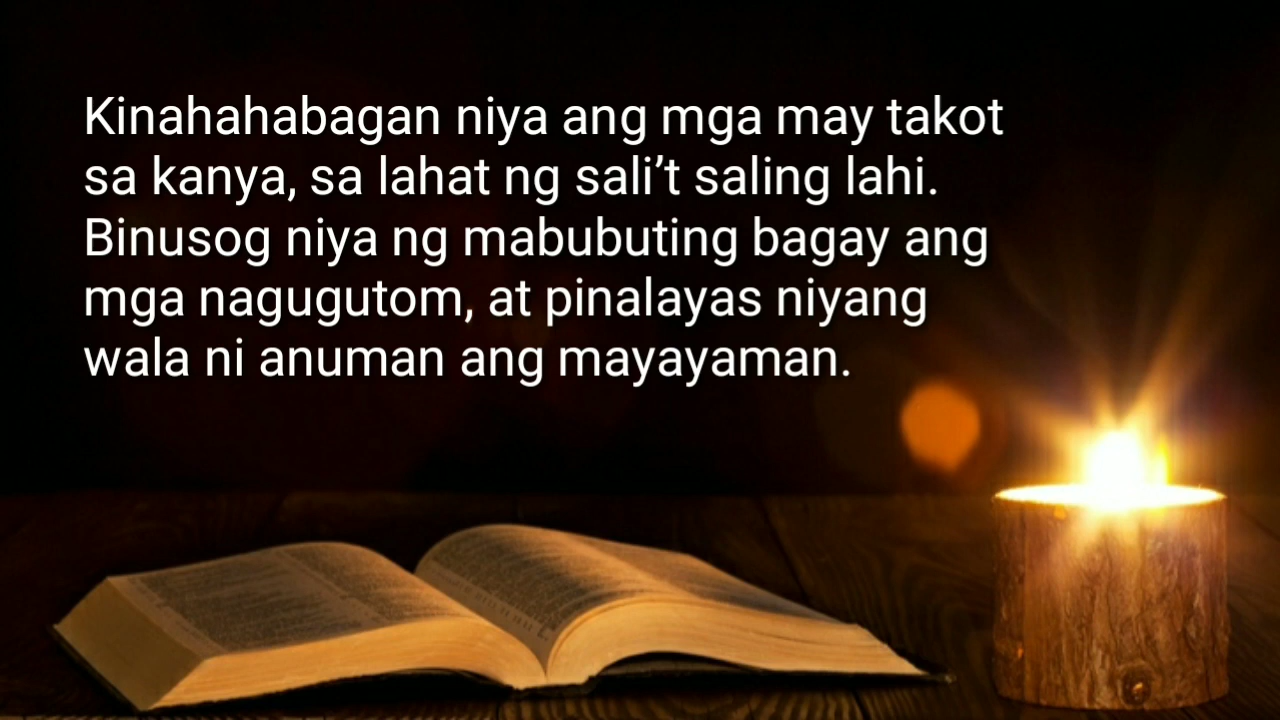 Kinahahabagan niya ang mga may takot
sa kanya, sa lahat ng sali’t saling lahi.
Binusog niya ng mabubuting bagay ang
mga nagugutom, at pinalayas niyang
wala ni anuman ang mayayaman.